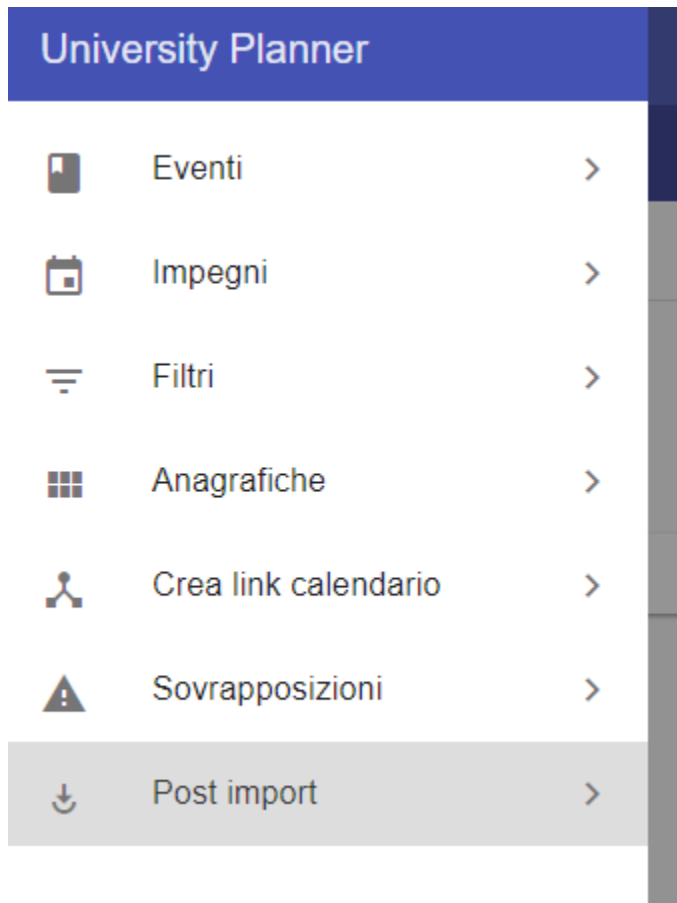 University Planner
Eventi
Impegni
Filtri
Anagrafiche
Crea link calendario
Sovrapposizioni
Post import